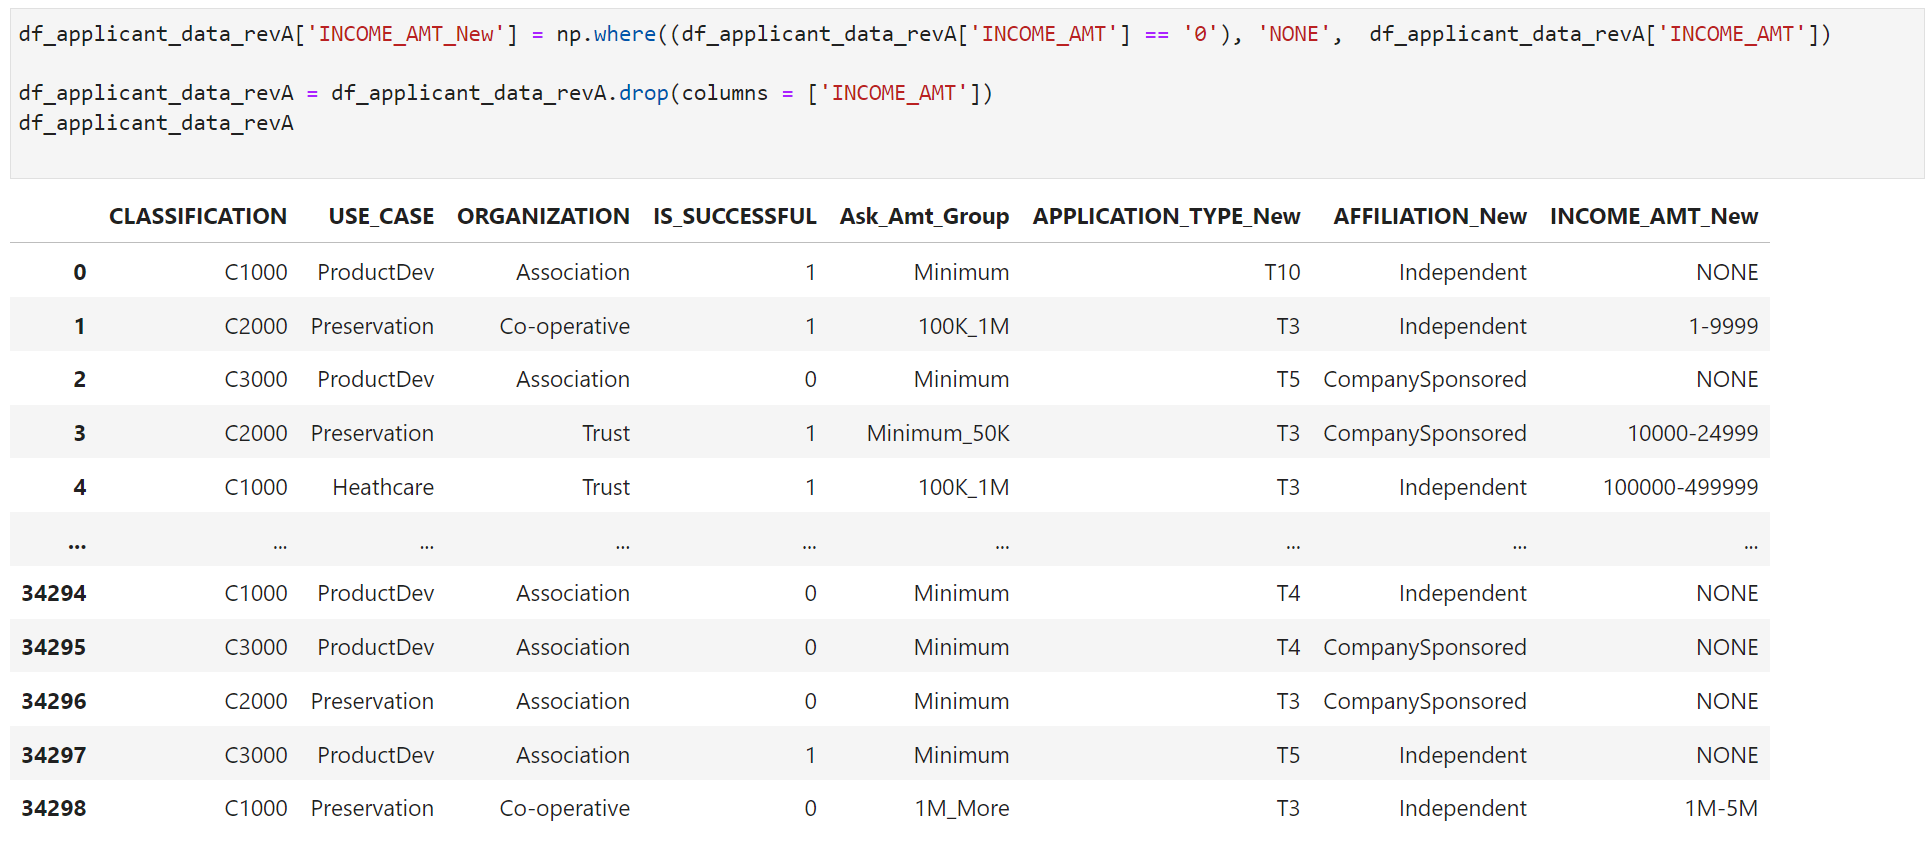 df_applicant_data_revA['INCOME_AMT_New'] = np.where((df_applicant_data_revA['INCOME_AMT'] == '0'), 'NONE',  df_applicant_data_revA['INCOME_AMT'])
df_applicant_data_revA = df_applicant_data_revA.drop(columns = ['INCOME_AMT'])
df_applicant_data_revA
CLASSIFICATION USE_CASE ORGANIZATION IS_SUCCESSFUL Ask_Amt_Group APPLICATION_TYPE_New AFFILIATION_New INCOME_AMT_New
0 C1000 ProductDev Association 1 Minimum T10 Independent NONE
1 C2000 Preservation Co-operative 1 100K_1M T3 Independent 1-9999
2 C3000 ProductDev Association 0 Minimum T5 CompanySponsored NONE
3 C2000 Preservation Trust 1 Minimum_50K T3 CompanySponsored 10000-24999
4 C1000 Heathcare Trust 1 100K_1M T3 Independent 100000-499999
... ... ... ... ... ... ... ... ...
34294 C1000 ProductDev Association 0 Minimum T4 Independent NONE
34295 C3000 ProductDev Association 0 Minimum T4 CompanySponsored NONE
34296 C2000 Preservation Association 0 Minimum T3 CompanySponsored NONE
34297 C3000 ProductDev Association 1 Minimum T5 Independent NONE
34298 C1000 Preservation Co-operative 0 1M_More T3 Independent 1M-5M